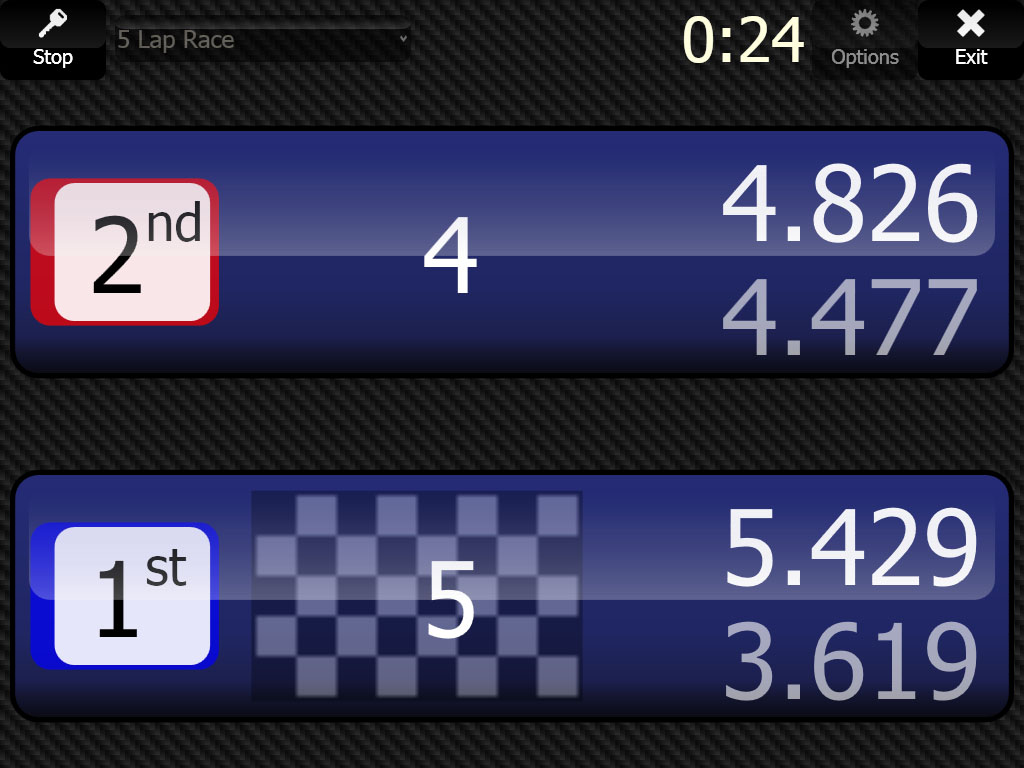 Stop
5 Lap Race
0:24
Options
Exit
2nd
4
4.826
4.477
1st
5
5.429
3.619